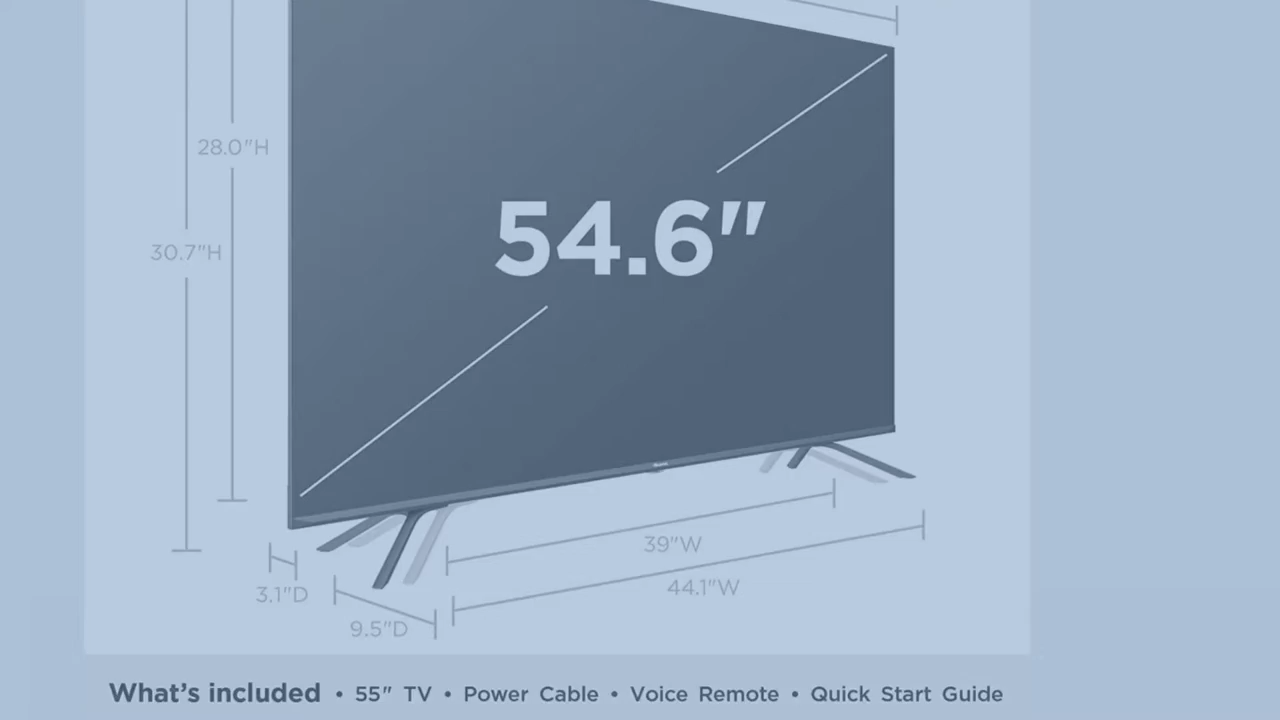 28.0"H
54.6"
30.7"H
39"W
44.1"W
3.1"D
9.5"D
What's included • 55" TV • Power Cable • Voice Remote • Quick Start Guide